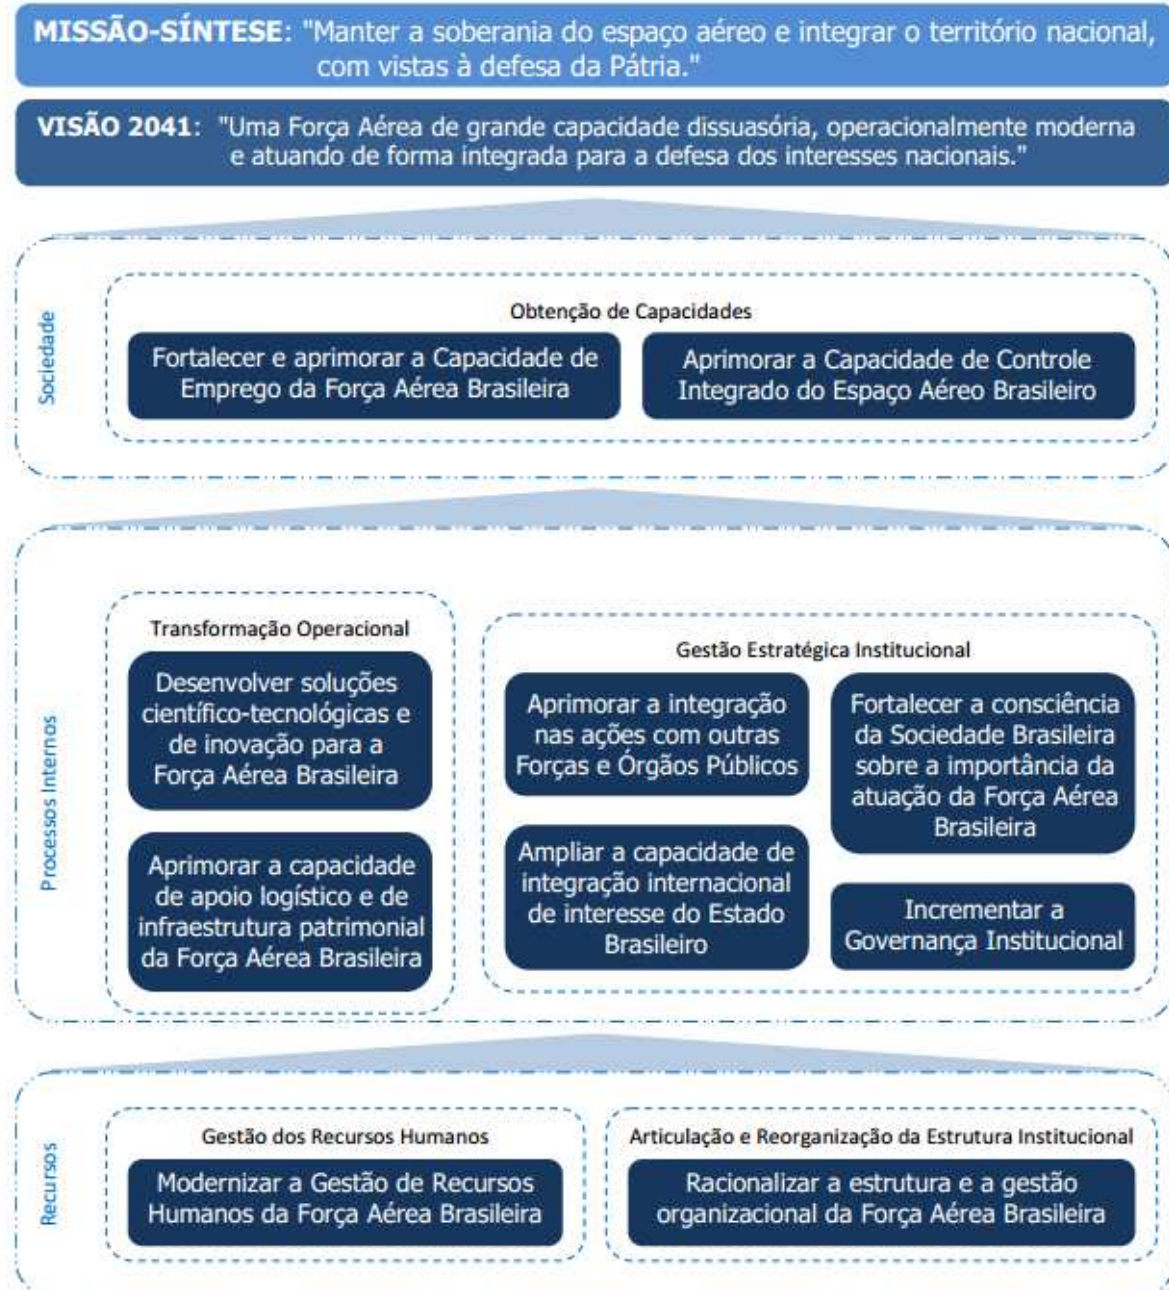 MISSÃO-SÍNTESE: "Manter a soberania do espaço aéreo e integrar o território nacional,
com vistas à defesa da Pátria."
VISÃO 2041: "Uma Força Aérea de grande capacidade dissuasória, operacionalmente moderna
e atuando de forma integrada para a defesa dos interesses nacionais."
Sociedade
Obtenção de Capacidades
Fortalecer e aprimorar a Capacidade de
Emprego da Força Aérea Brasileira
Aprimorar a Capacidade de Controle
Integrado do Espaço Aéreo Brasileiro
Processos Internos
Transformação Operacional
Desenvolver soluções
científico-tecnológicas e
de inovação para a
Força Aérea Brasileira
Aprimorar a capacidade
de apoio logístico e de
infraestrutura patrimonial
da Força Aérea Brasileira
Gestão Estratégica Institucional
Aprimorar a integração
nas ações com outras
Forças e Órgãos Públicos
Ampliar a capacidade de
integração internacional
de interesse do Estado
Brasileiro
Fortalecer a consciência
da Sociedade Brasileira
sobre a importância da
atuação da Força Aérea
Brasileira
Incrementar a
Governança Institucional
Recursos
Gestão dos Recursos Humanos
Modernizar a Gestão de Recursos
Humanos da Força Aérea Brasileira
Articulação e Reorganização da Estrutura Institucional
Racionalizar a estrutura e a gestão
organizacional da Força Aérea Brasileira